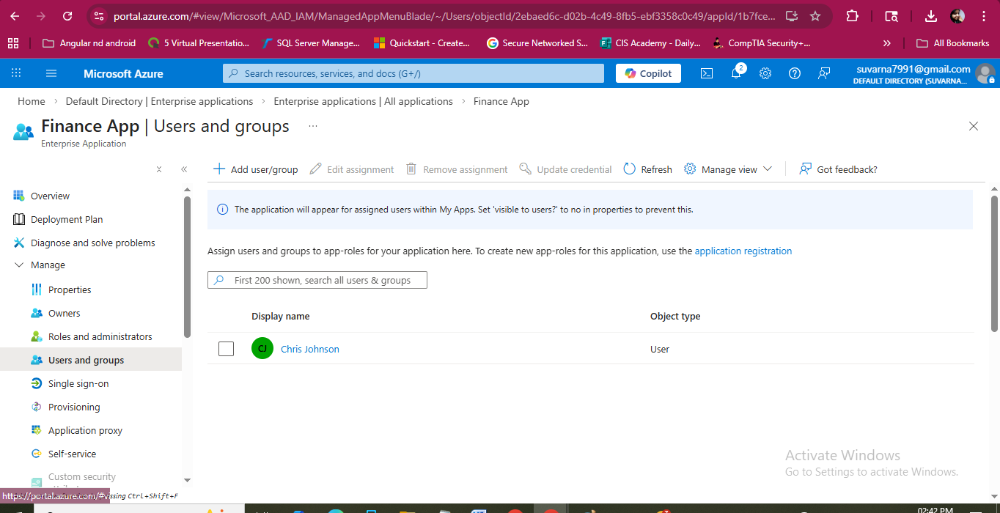 portal.azure.com/#view/Microsoft_AAD_IAM/ManagedAppMenuBlade/~/Users/objectId/2ebaed6c-d02b-4c49-8fb5-ebf3358c0c49/appId/1b7fce...
Angular nd android 5 Virtual Presentatio... SQL Server Manage... Quickstart - Create... Secure Networked S... CIS Academy - Daily... CompTIA Security+... » All Bookmarks
Microsoft Azure Search resources, services, and docs (G+/) Copilot 2 suvarna7991@gmail.com
DEFAULT DIRECTORY (SUVARNA...
Home > Default Directory | Enterprise applications > Enterprise applications | All applications > Finance App
Finance App | Users and groups ...
Enterprise Application
Add user/group Edit assignment Remove assignment Update credential Refresh Manage view Got feedback?
Overview
Deployment Plan
Diagnose and solve problems
Manage
Properties
Owners
Roles and administrators
Users and groups
Single sign-on
Provisioning
Application proxy
Self-service
Custom security
The application will appear for assigned users within My Apps. Set 'visible to users?' to no in properties to prevent this.
Assign users and groups to app-roles for your application here. To create new app-roles for this application, use the application registration
First 200 shown, search all users & groups
Display name Object type
CJ Chris Johnson User
Activate Windows
Go to Settings to activate Windows.
https://portal.azure.com/#v Ctrl+Shift+F
02:42 PM